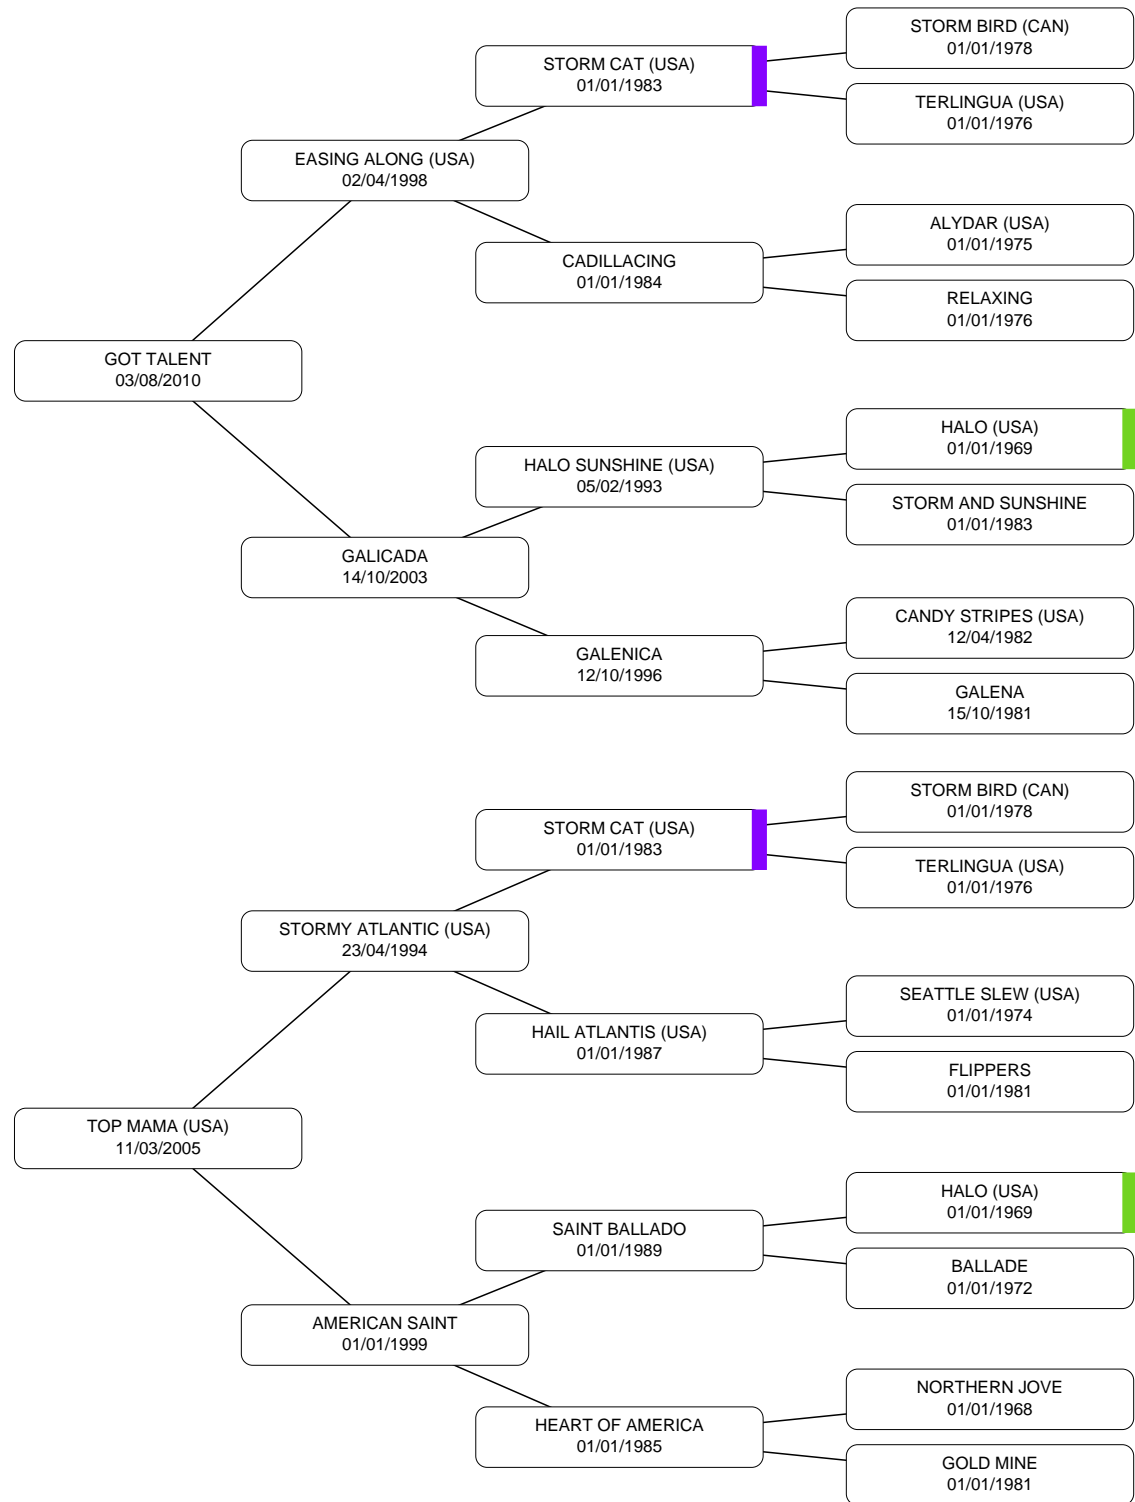 STORM BIRD (CAN)
01/01/1978
STORM CAT (USA)
01/01/1983
TERLINGUA (USA)
01/01/1976
EASING ALONG (USA)
02/04/1998
ALYDAR (USA)
01/01/1975
CADILLACING
01/01/1984
RELAXING
01/01/1976
GOT TALENT
03/08/2010
HALO (USA)
01/01/1969
HALO SUNSHINE (USA)
05/02/1993
STORM AND SUNSHINE
01/01/1983
GALICADA
14/10/2003
CANDY STRIPES (USA)
12/04/1982
GALENICA
12/10/1996
GALENA
15/10/1981
STORM BIRD (CAN)
01/01/1978
STORM CAT (USA)
01/01/1983
TERLINGUA (USA)
01/01/1976
STORMY ATLANTIC (USA)
23/04/1994
SEATTLE SLEW (USA)
01/01/1974
HAIL ATLANTIS (USA)
01/01/1987
FLIPPERS
01/01/1981
TOP MAMA (USA)
11/03/2005
HALO (USA)
01/01/1969
SAINT BALLADO
01/01/1989
BALLADE
01/01/1972
AMERICAN SAINT
01/01/1999
NORTHERN JOVE
01/01/1968
HEART OF AMERICA
01/01/1985
GOLD MINE
01/01/1981